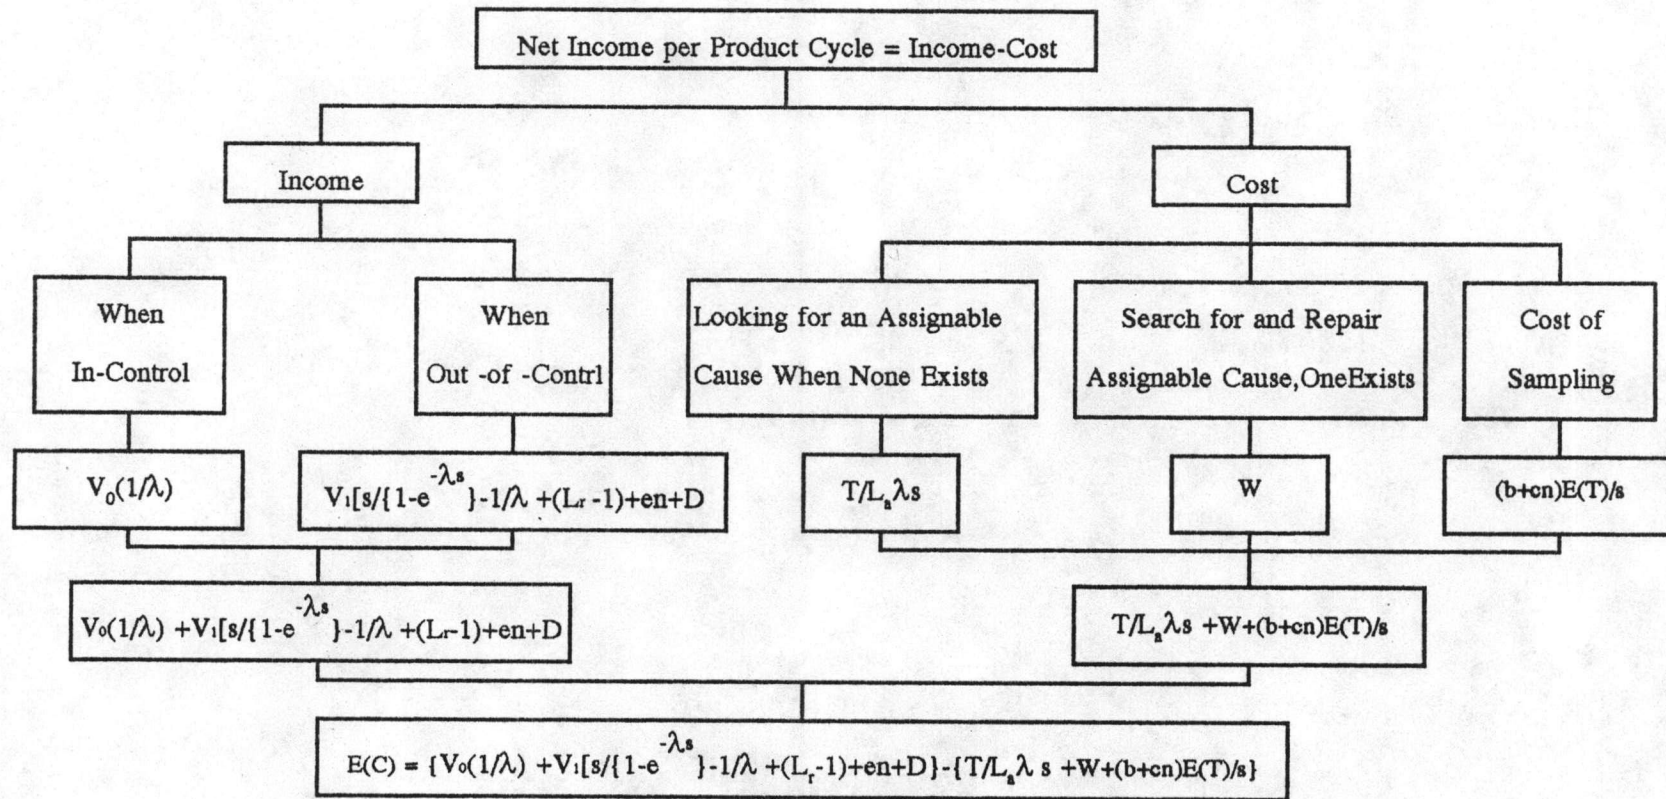 Net Income per Product Cycle = Income-Cost
Income
Cost
When
In-Control
When
Out -of -Contrl
Looking for an Assignable
Cause When None Exists
Search for and Repair
Assignable Cause,OneExists
Cost of
Sampling
V₀(1/λ)
V₁[s/{1-e^-λs}-1/λ +(Lᵣ-1)+en+D
T/Lₐλs
W
(b+cn)E(T)/s
V₀(1/λ) +V₁[s/{1-e^-λs}-1/λ +(Lᵣ-1)+en+D
T/Lₐλs +W+(b+cn)E(T)/s
E(C) = {V₀(1/λ) +V₁[s/{1-e^-λs}-1/λ +(Lᵣ-1)+en+D}-{T/Lₐλ s +W+(b+cn)E(T)/s}